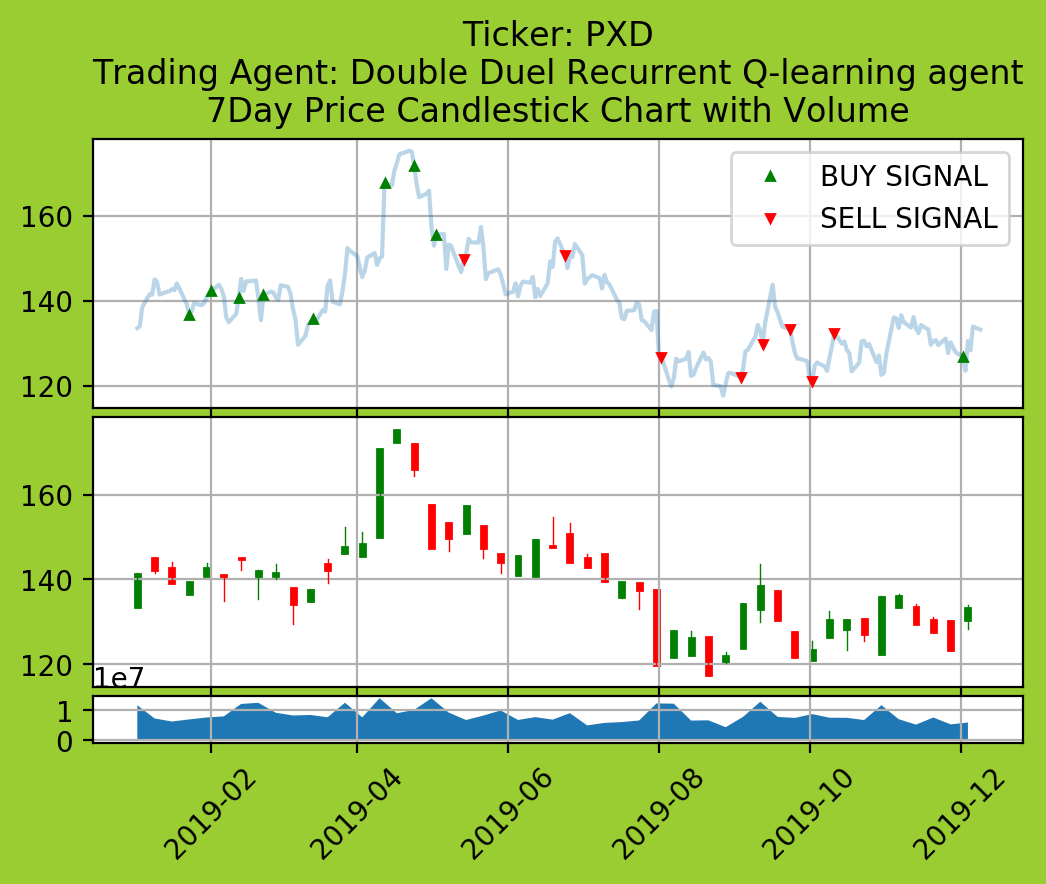 Ticker: PXD
Trading Agent: Double Duel Recurrent Q-learning agent
7Day Price Candlestick Chart with Volume
BUY SIGNAL
SELL SIGNAL
160
140
120
160
140
120
1e7
1
0
2019-02
2019-04
2019-06
2019-08
2019-10
2019-12